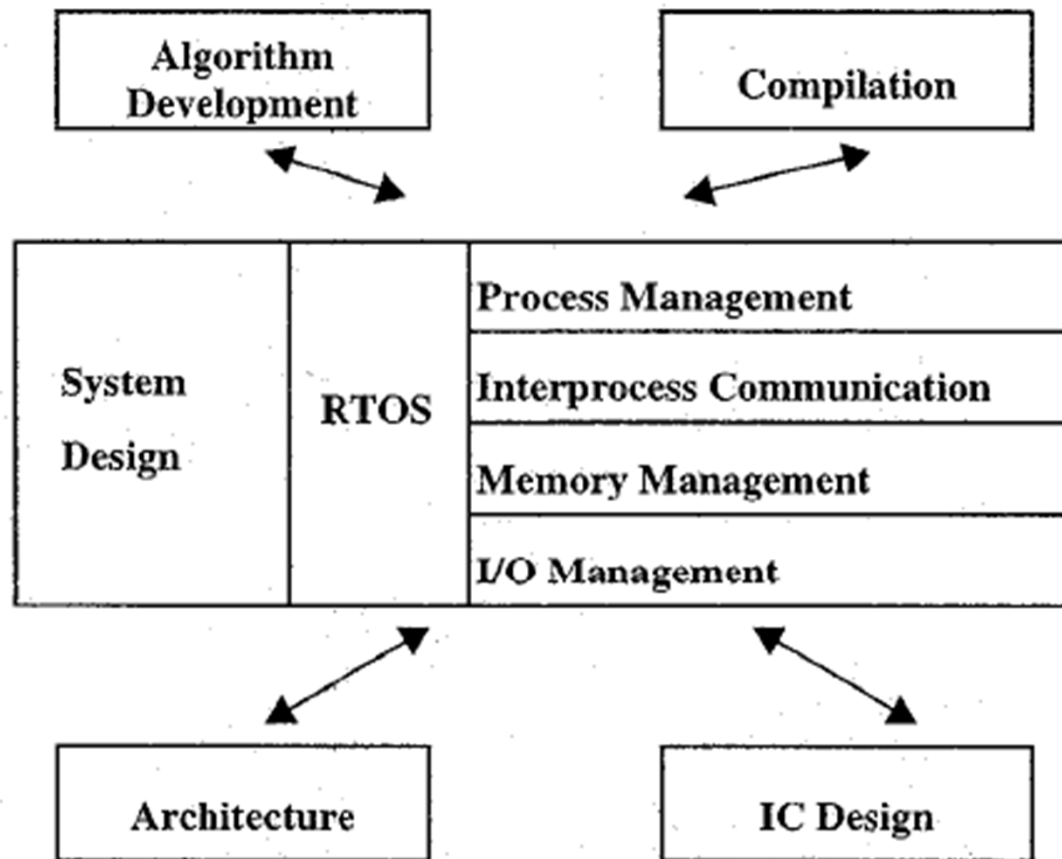 Algorithm
Development
Compilation
System
Design
RTOS
Process Management
Interprocess Communication
Memory Management
I/O Management
Architecture
IC Design